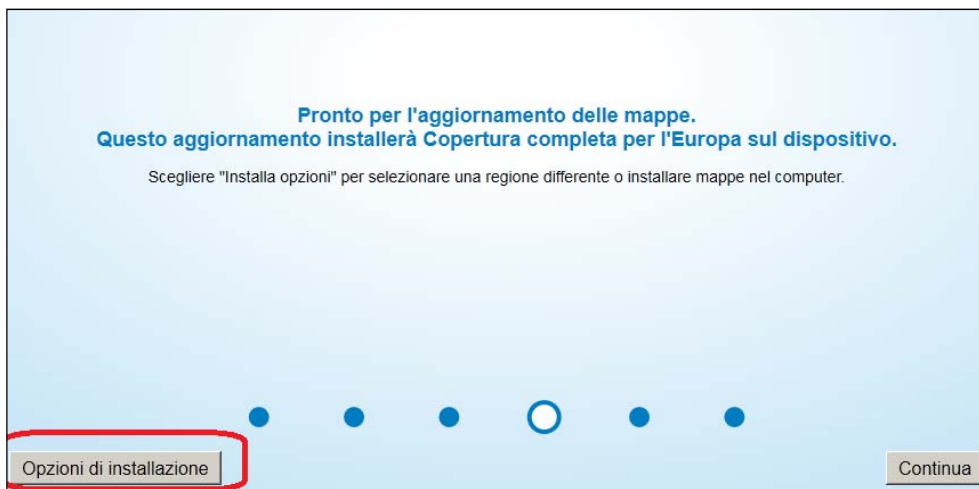 Pronto per l'aggiornamento delle mappe.
Questo aggiornamento installerà Copertura completa per l'Europa sul dispositivo.
Scegliere "Installa opzioni" per selezionare una regione differente o installare mappe nel computer.
Opzioni di installazione
Continua